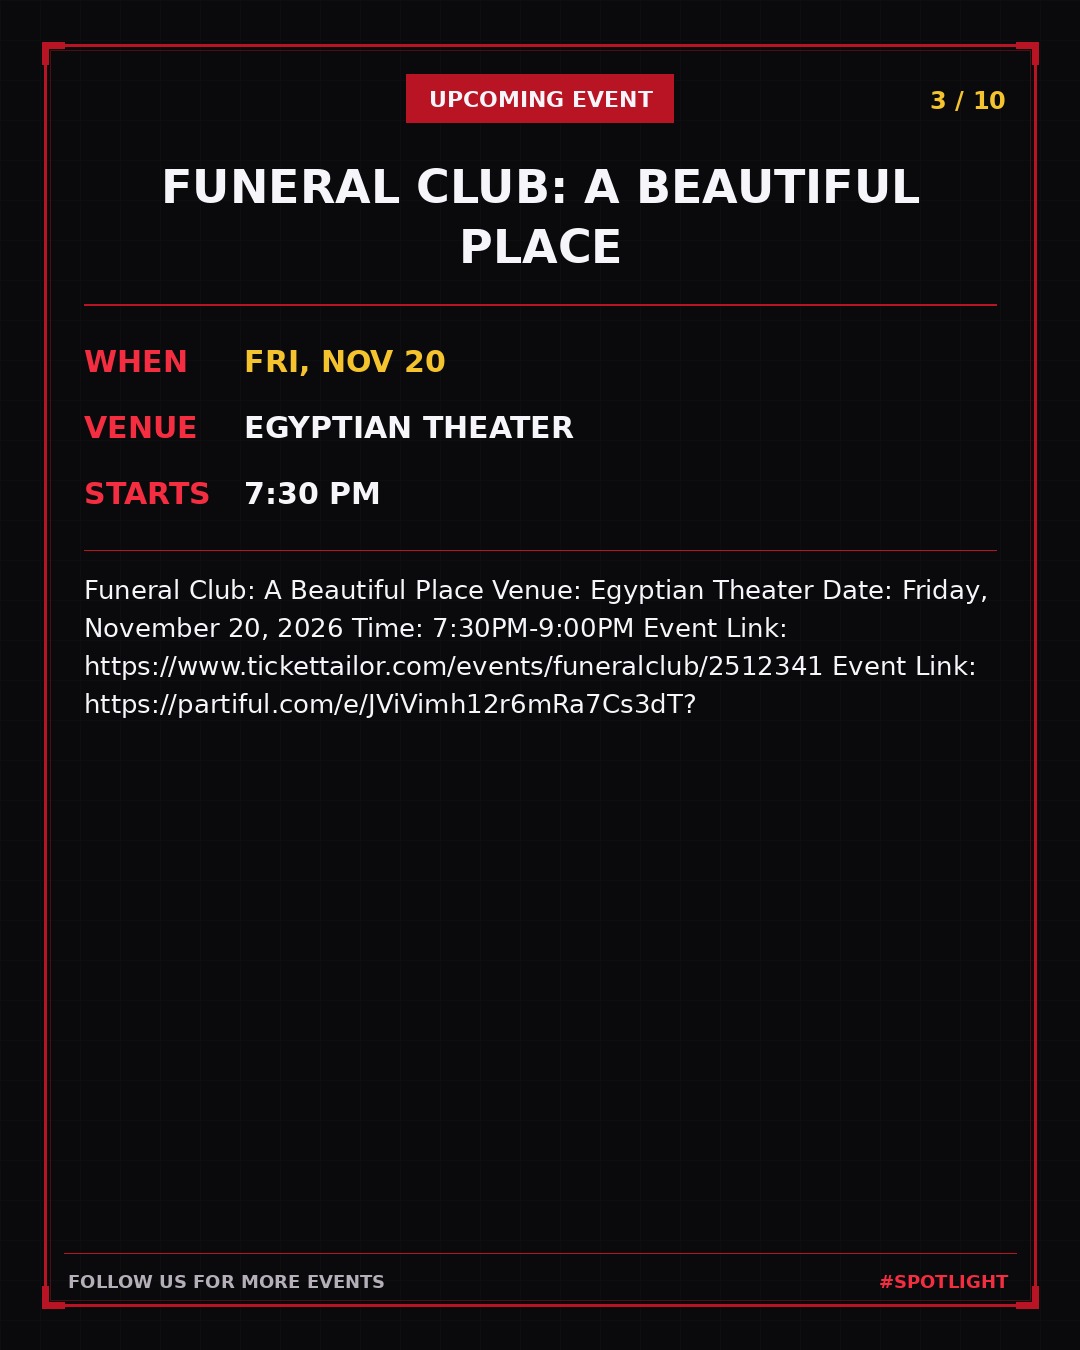 UPCOMING EVENT
3 / 10
FUNERAL CLUB: A BEAUTIFUL
PLACE
WHEN FRI, NOV 20
VENUE EGYPTIAN THEATER
STARTS 7:30 PM
Funeral Club: A Beautiful Place Venue: Egyptian Theater Date: Friday,
November 20, 2026 Time: 7:30PM-9:00PM Event Link:
https://www.tickettailor.com/events/funeralclub/2512341 Event Link:
https://partiful.com/e/JViVimh12r6mRa7Cs3dT?
FOLLOW US FOR MORE EVENTS
#SPOTLIGHT